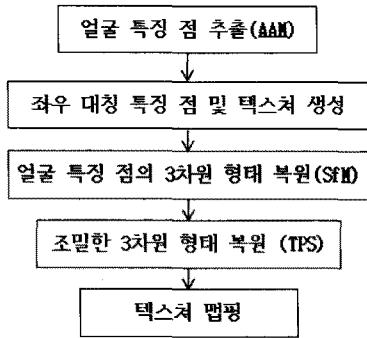 얼굴 특징 점 추출(AAM)
좌우 대칭 특징 점 및 텍스쳐 생성
얼굴 특징 점의 3차원 형태 복원(SfM)
조밀한 3차원 형태 복원 (TPS)
텍스쳐 맵핑